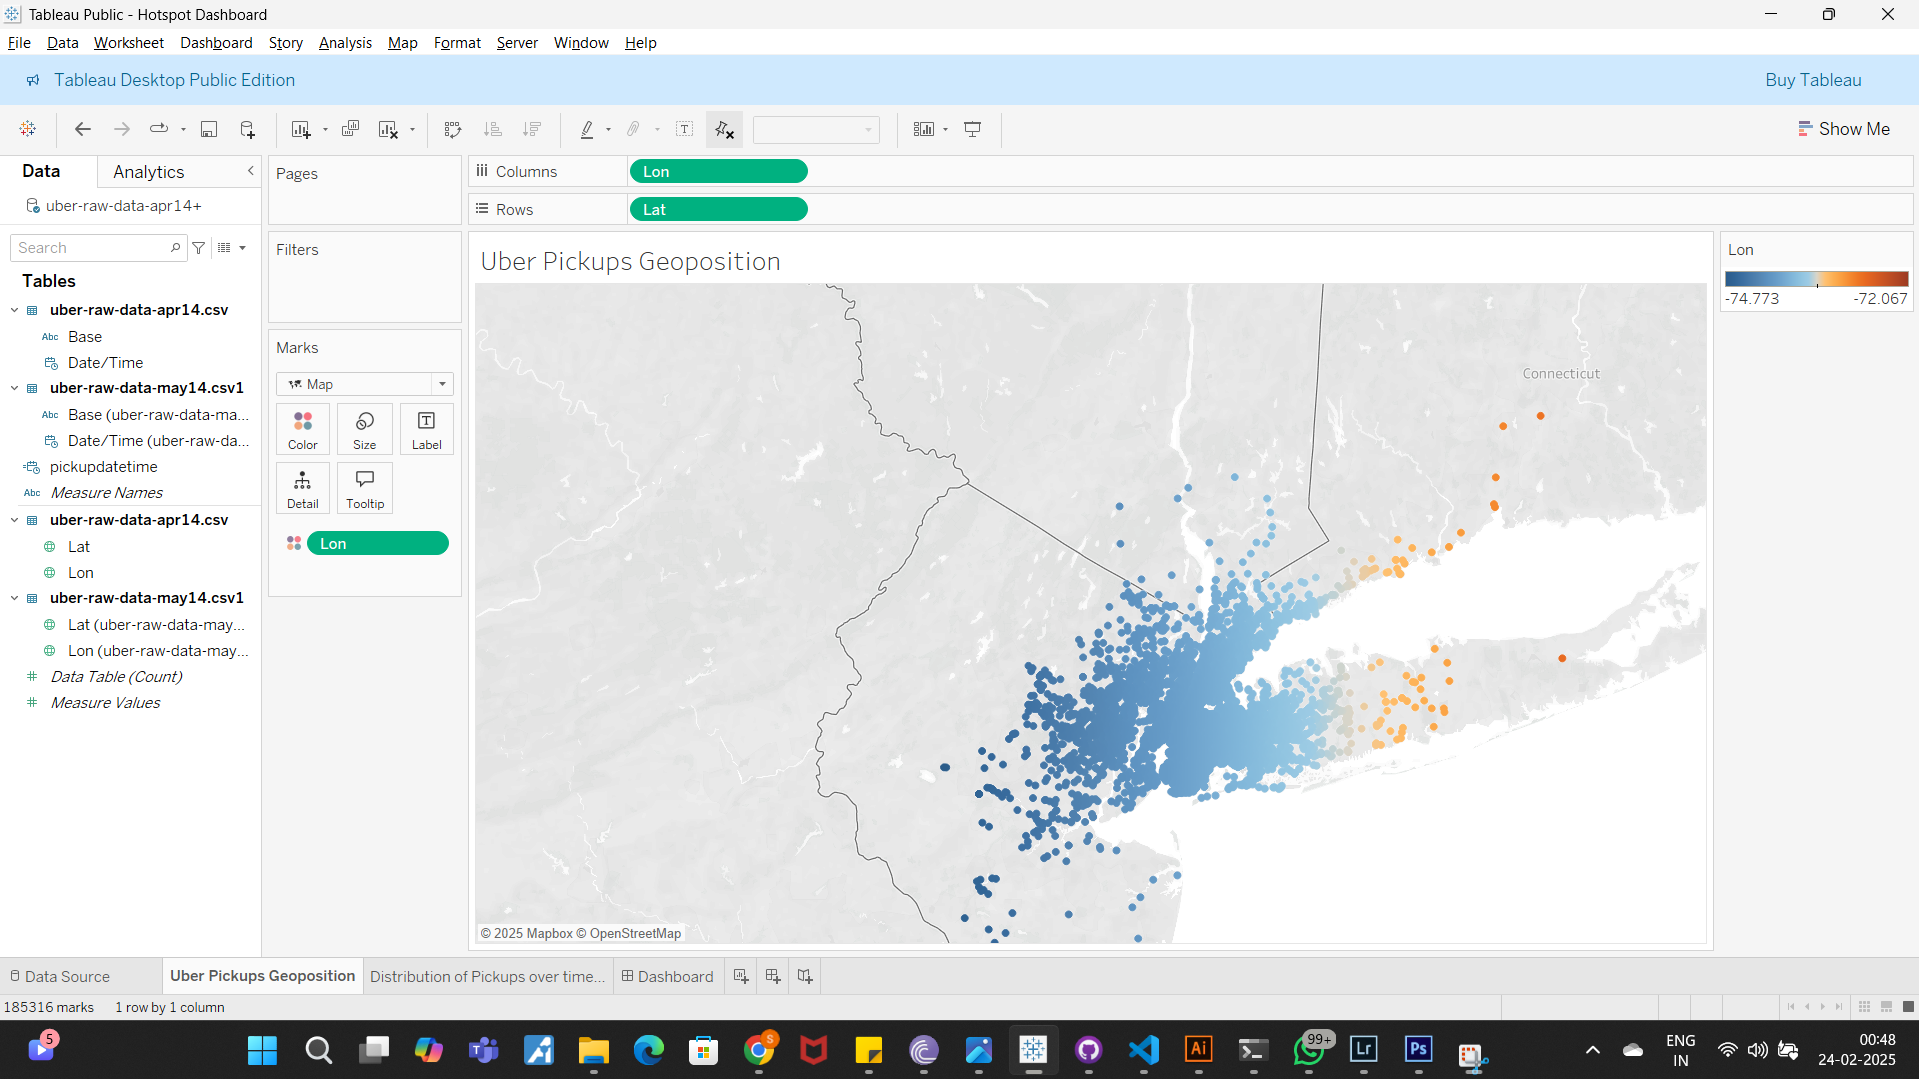 Tableau Public - Hotspot Dashboard
File Data Worksheet Dashboard Story Analysis Map Format Server Window Help
Tableau Desktop Public Edition
Buy Tableau
Show Me
Data
Analytics
uber-raw-data-apr14+
Search
Tables
uber-raw-data-apr14.csv
Abc Base
Date/Time
uber-raw-data-may14.csv1
Abc Base (uber-raw-data-ma...
Date/Time (uber-raw-da...
pickupdatetime
Abc Measure Names
uber-raw-data-apr14.csv
Lat
Lon
uber-raw-data-may14.csv1
Lat (uber-raw-data-may...
Lon (uber-raw-data-may...
# Data Table (Count)
# Measure Values
Pages
Filters
Marks
Map
Color
Size
Label
Detail
Tooltip
Lon
Columns
Lon
Rows
Lat
Uber Pickups Geoposition
Connecticut
© 2025 Mapbox © OpenStreetMap
Lon
-74.773
-72.067
Data Source
Uber Pickups Geoposition
Distribution of Pickups over time...
Dashboard
185316 marks
1 row by 1 column
5
S
Ai
99+
Lr
Ps
ENG
IN
00:48
24-02-2025